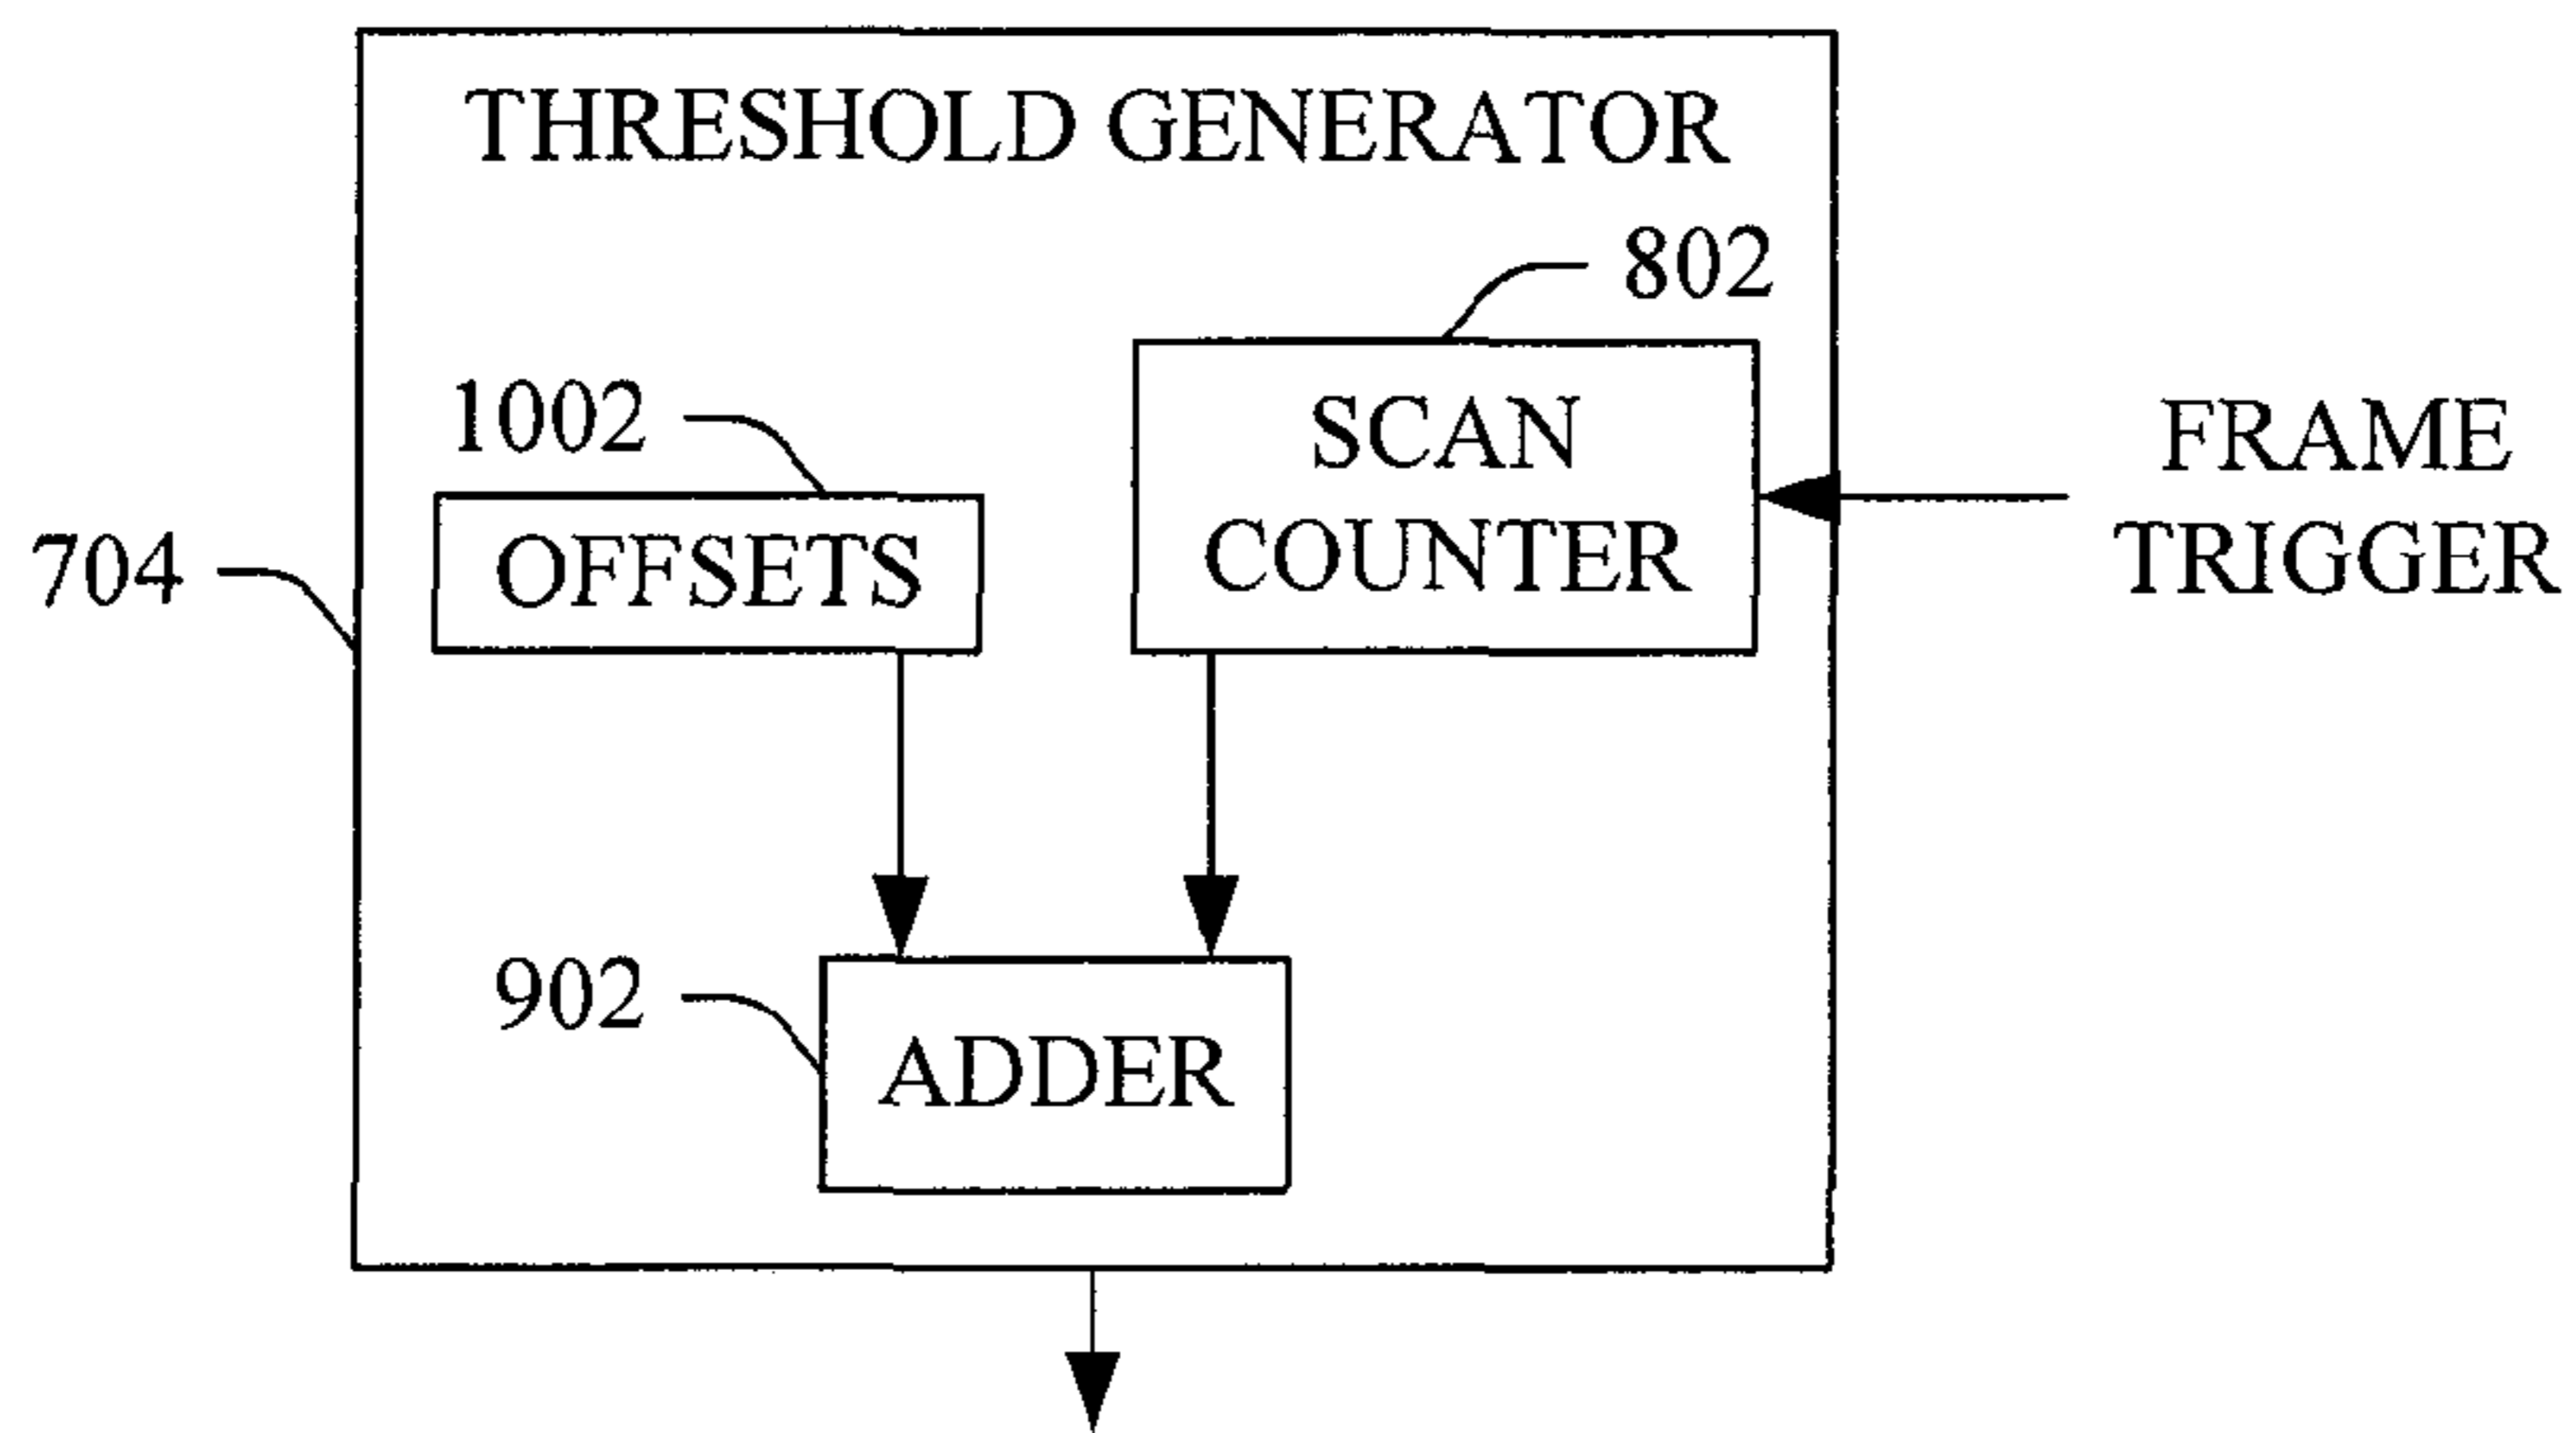 THRESHOLD GENERATOR
802
1002
SCAN
COUNTER
FRAME
TRIGGER
OFFSETS
704
902
ADDER